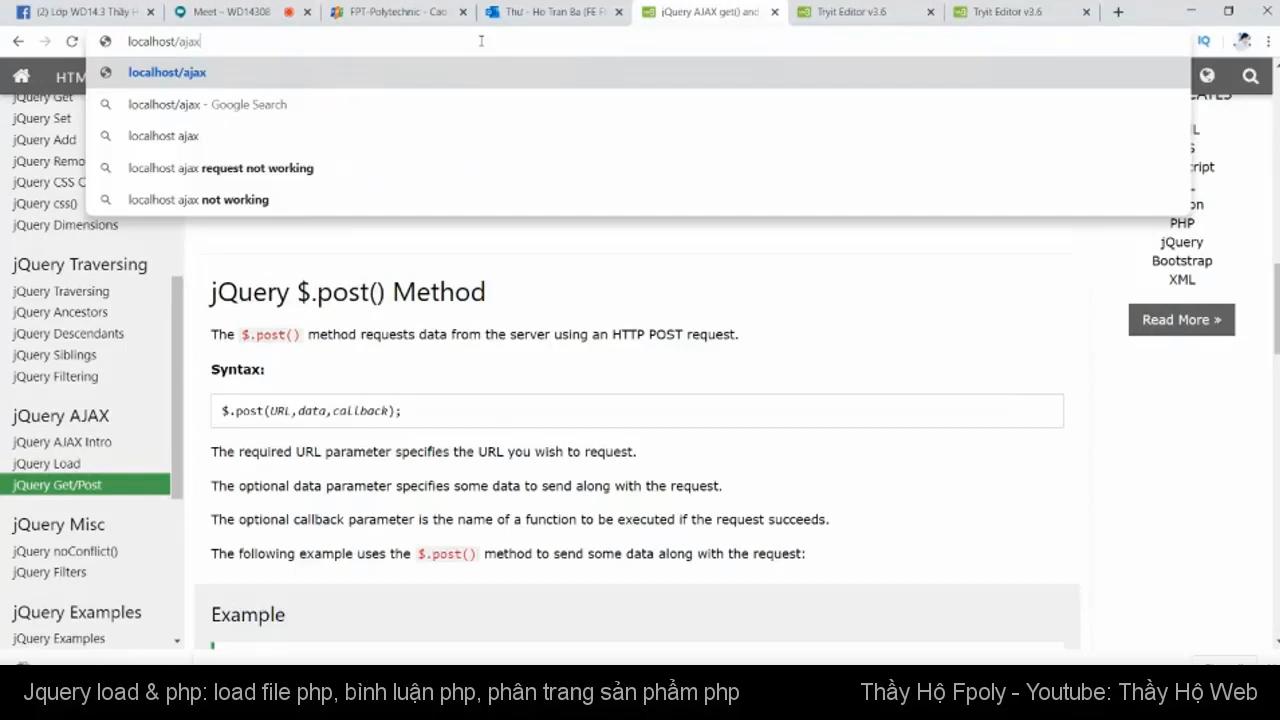 (2) Lớp WD14.3 Thầy H
Meet – WD14308
FPT-Polytechnic - Cao
Thư - Ho Tran Ba (FE F
jQuery AJAX get() and
Tryit Editor v3.6
Tryit Editor v3.6
localhost/ajax
IQ
localhost/ajax
localhost/ajax - Google Search
localhost ajax
localhost ajax request not working
localhost ajax not working
HTM
jQuery Get
jQuery Set
jQuery Add
jQuery Remo
jQuery CSS C
jQuery css()
jQuery Dimensions
jQuery Traversing
jQuery Traversing
jQuery Ancestors
jQuery Descendants
jQuery Siblings
jQuery Filtering
jQuery AJAX
jQuery AJAX Intro
jQuery Load
jQuery Get/Post
jQuery Misc
jQuery noConflict()
jQuery Filters
jQuery Examples
jQuery Examples
jQuery $.post() Method
The $.post() method requests data from the server using an HTTP POST request.
Syntax:
$.post(URL,data,callback);
The required URL parameter specifies the URL you wish to request.
The optional data parameter specifies some data to send along with the request.
The optional callback parameter is the name of a function to be executed if the request succeeds.
The following example uses the $.post() method to send some data along with the request:
Example
PHP
jQuery
Bootstrap
XML
Read More »
Jquery load & php: load file php, bình luận php, phân trang sản phẩm php
Thầy Hộ Fpoly - Youtube: Thầy Hộ Web